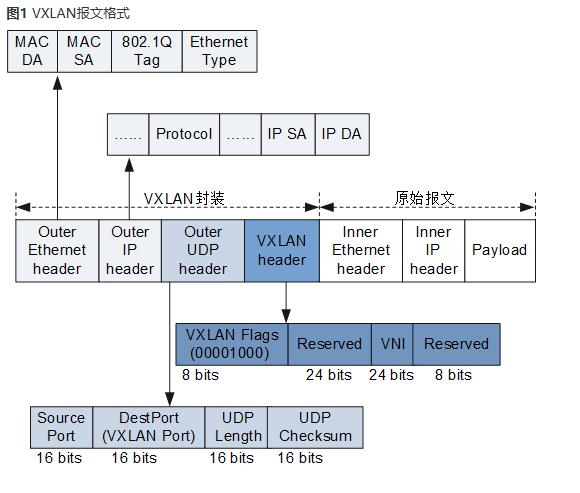 图1 VXLAN报文格式
MAC DA
MAC SA
802.1Q Tag
Ethernet Type
……
Protocol
……
IP SA
IP DA
VXLAN封装
原始报文
Outer Ethernet header
Outer IP header
Outer UDP header
VXLAN header
Inner Ethernet header
Inner IP header
Payload
VXLAN Flags (00001000)
Reserved
VNI
Reserved
8 bits
24 bits
24 bits
8 bits
Source Port
DestPort (VXLAN Port)
UDP Length
UDP Checksum
16 bits
16 bits
16 bits
16 bits